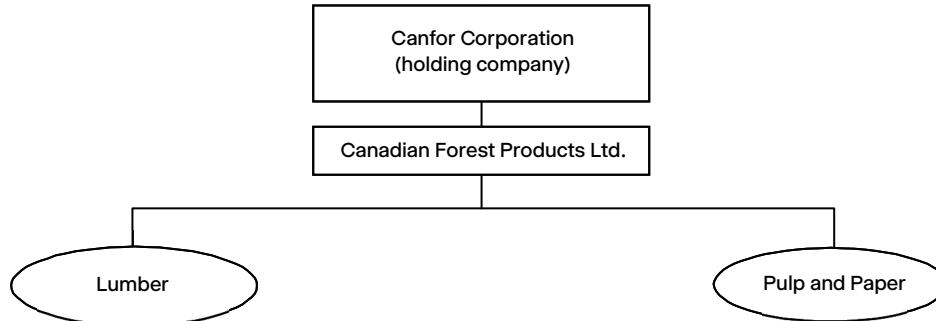 Canfor Corporation
(holding company)
Canadian Forest Products Ltd.
Lumber
Pulp and Paper